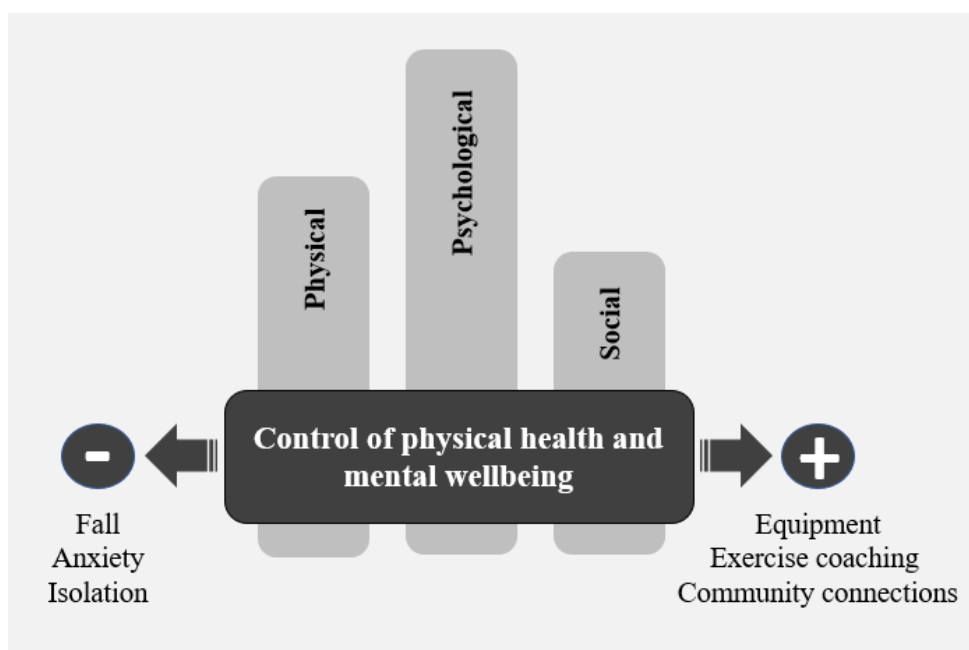 Physical
Psychological
Social
Control of physical health and
mental wellbeing
-
+
Fall
Anxiety
Isolation
Equipment
Exercise coaching
Community connections